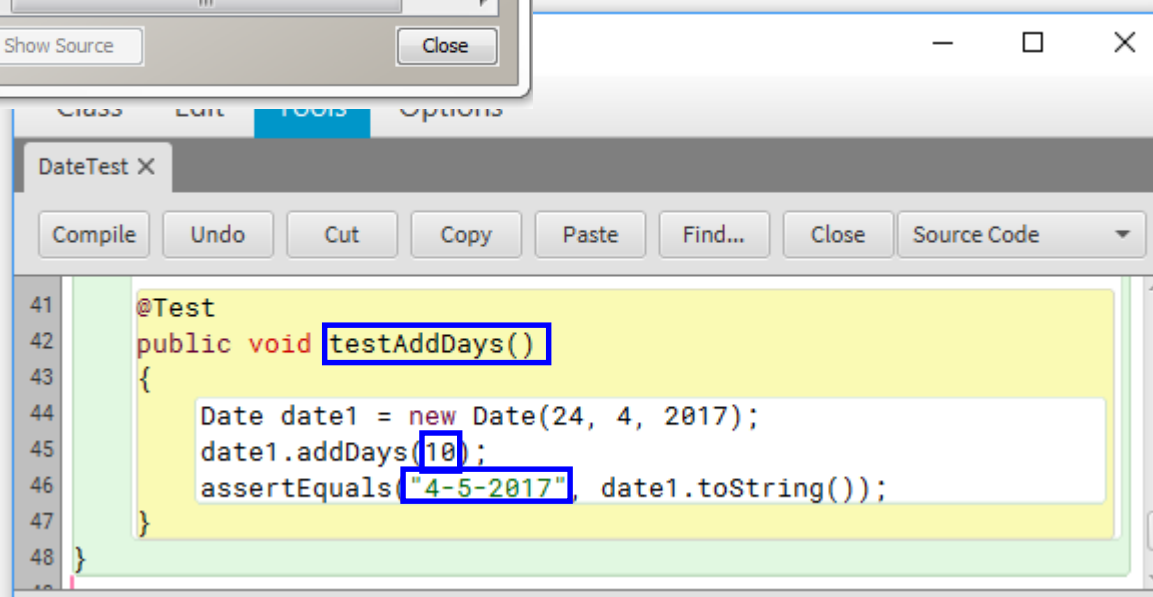 Show Source Close
Class Edit Tools Options
DateTest
Compile Undo Cut Copy Paste Find... Close Source Code
41 @Test
42 public void testAddDays()
43 {
44 Date date1 = new Date(24, 4, 2017);
45 date1.addDays(10);
46 assertEquals("4-5-2017", date1.toString());
47 }
48 }